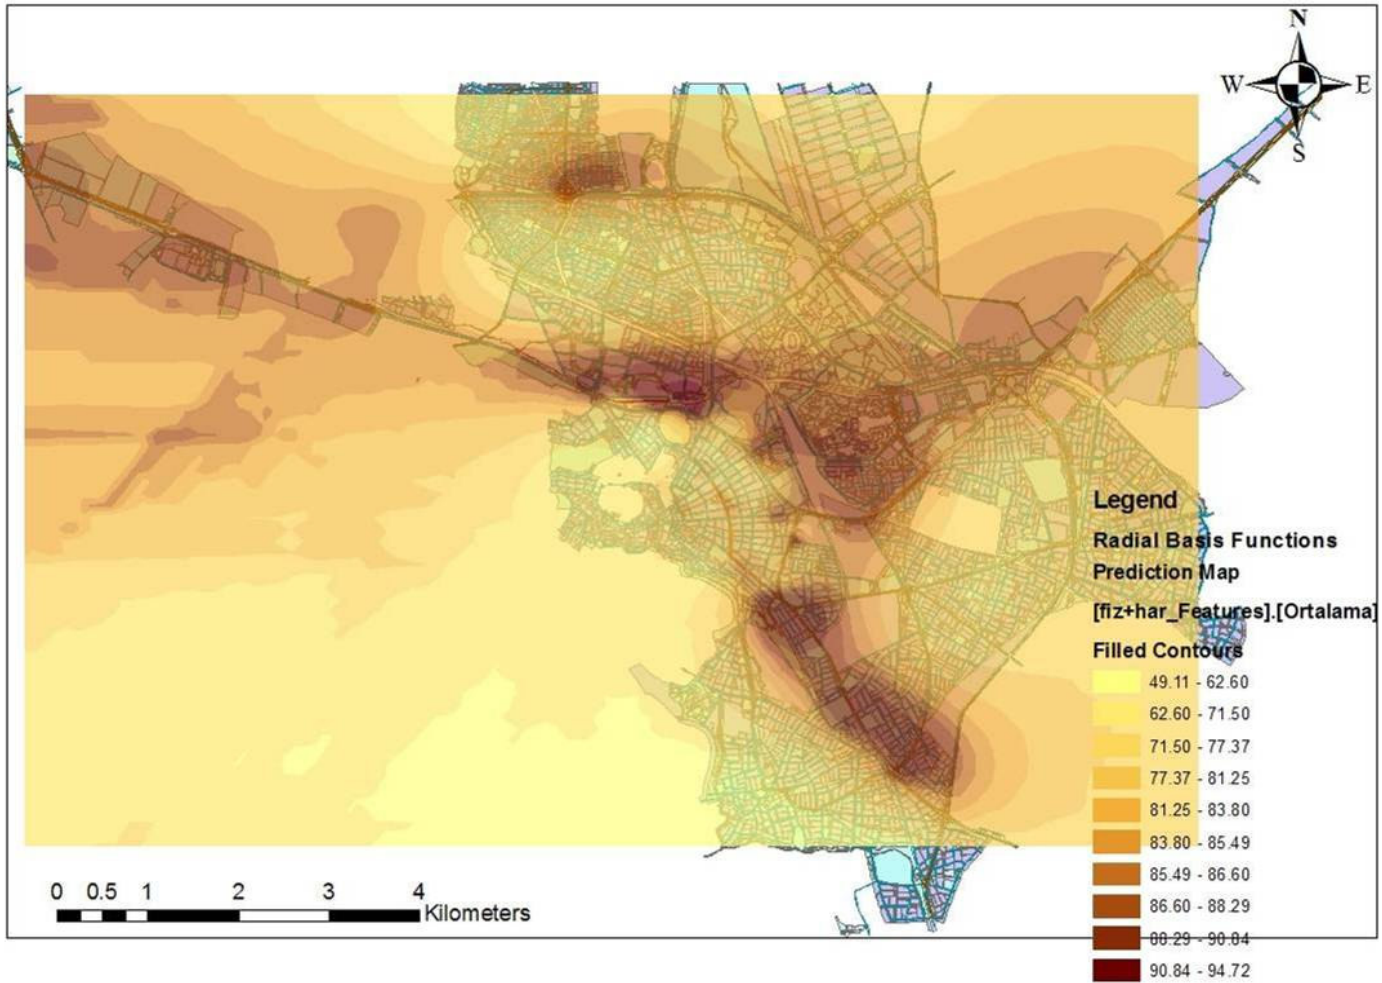 N
W E
S
Legend
Radial Basis Functions
Prediction Map
[fiz+har_Features].[Ortalama]
Filled Contours
49.11 - 62.60
62.60 - 71.50
71.50 - 77.37
77.37 - 81.25
81.25 - 83.80
83.80 - 85.49
85.49 - 86.60
86.60 - 88.29
88.29 - 90.84
90.84 - 94.72
0 0.5 1 2 3 4
Kilometers